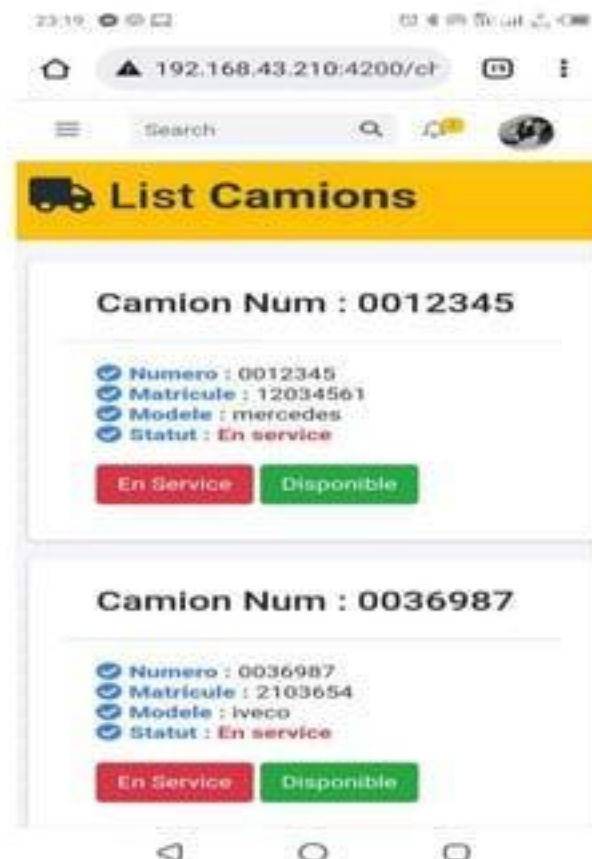 23:19
192.168.43.210:4200/ch
Search
List Camions
Camion Num : 0012345
Numero : 0012345
Matricule : 12034561
Modele : mercedes
Statut : En service
En Service Disponible
Camion Num : 0036987
Numero : 0036987
Matricule : 2103654
Modele : iveco
Statut : En service
En Service Disponible